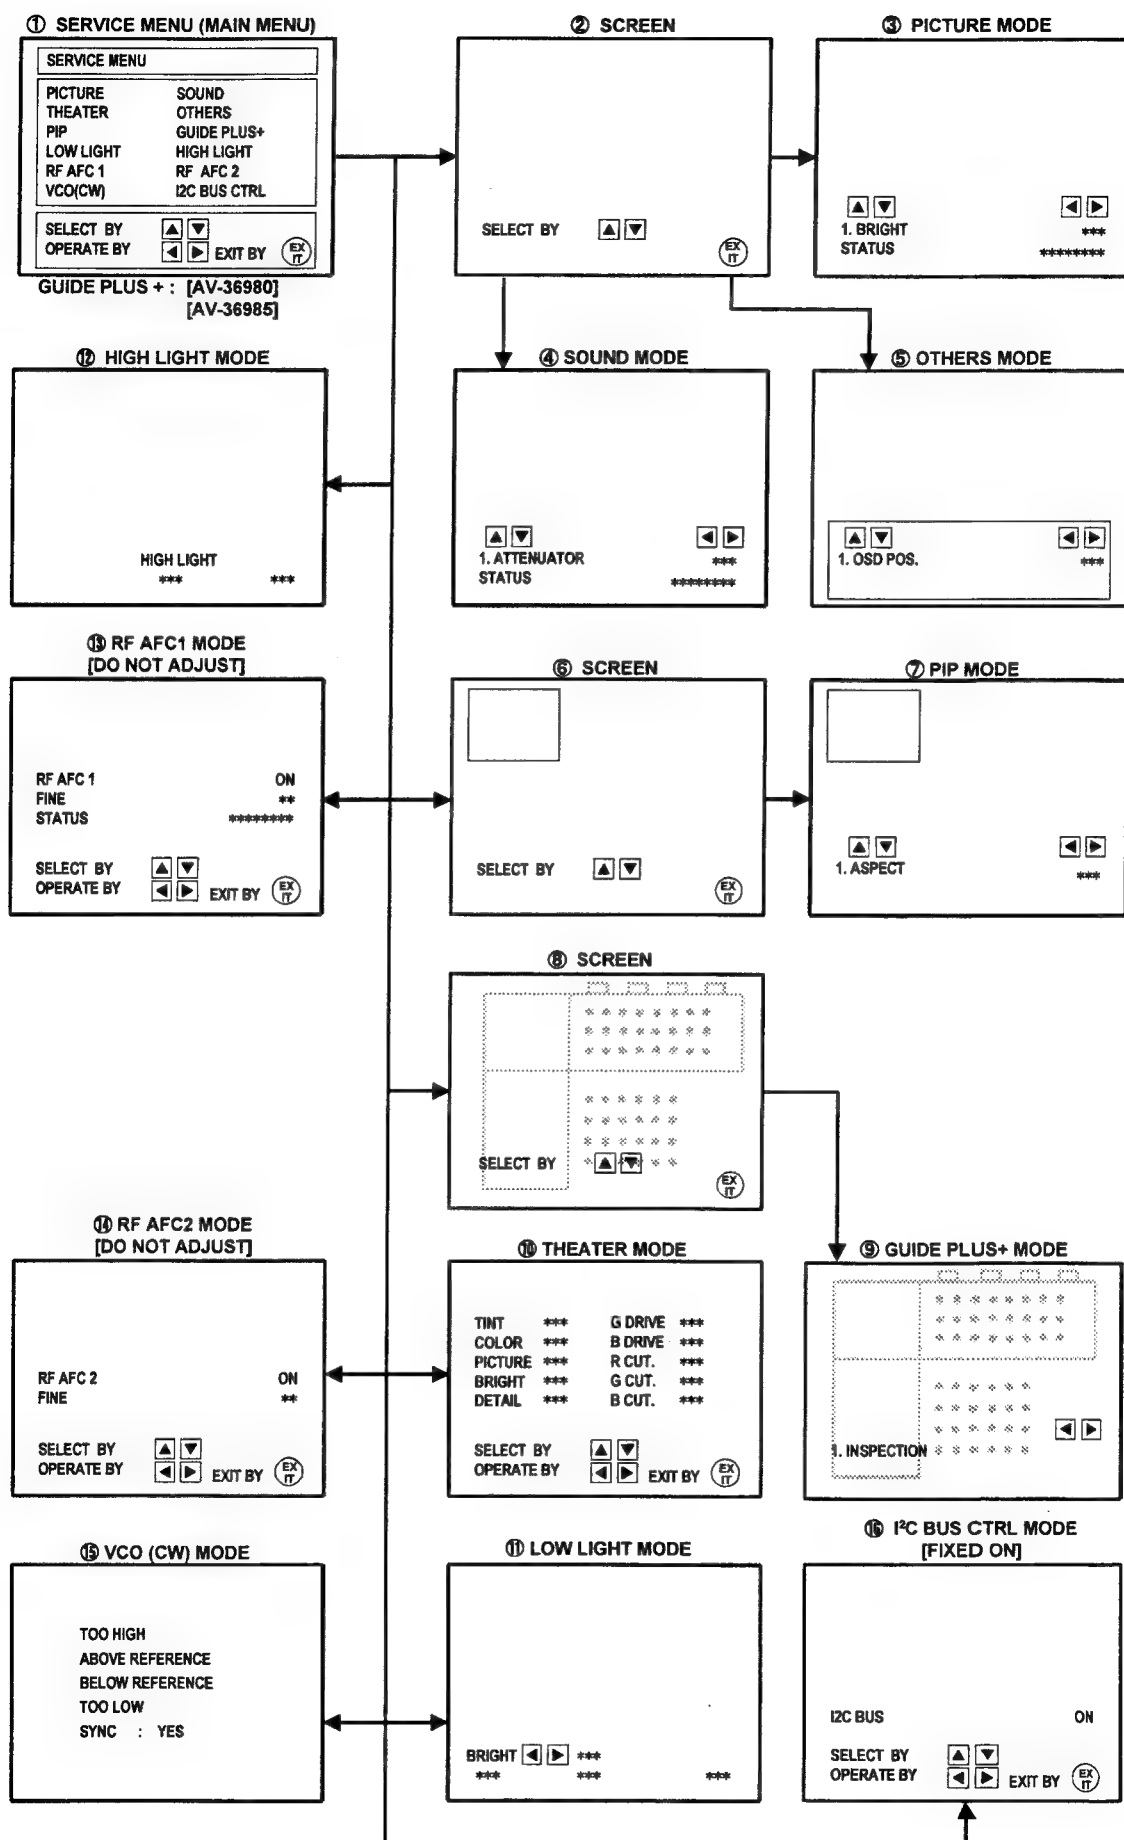 ① SERVICE MENU (MAIN MENU)
SERVICE MENU
PICTURE SOUND
THEATER OTHERS
PIP GUIDE PLUS+
LOW LIGHT HIGH LIGHT
RF AFC 1 RF AFC 2
VCO(CW) I2C BUS CTRL
SELECT BY ▲ ▼
OPERATE BY ◀ ▶ EXIT BY EXIT
GUIDE PLUS + : [AV-36980]
[AV-36985]
② SCREEN
SELECT BY ▲ ▼
EXIT
③ PICTURE MODE
▲ ▼ ◀ ▶
1. BRIGHT ***
STATUS ********
⑫ HIGH LIGHT MODE
HIGH LIGHT
*** ***
④ SOUND MODE
▲ ▼ ◀ ▶
1. ATTENUATOR ***
STATUS ********
⑤ OTHERS MODE
▲ ▼ ◀ ▶
1. OSD POS. ***
⑬ RF AFC1 MODE
[DO NOT ADJUST]
RF AFC 1 ON
FINE **
STATUS ********
SELECT BY ▲ ▼
OPERATE BY ◀ ▶ EXIT BY EXIT
⑥ SCREEN
SELECT BY ▲ ▼
EXIT
⑦ PIP MODE
▲ ▼ ◀ ▶
1. ASPECT ***
⑧ SCREEN
SELECT BY ▲ ▼
EXIT
⑭ RF AFC2 MODE
[DO NOT ADJUST]
RF AFC 2 ON
FINE **
SELECT BY ▲ ▼
OPERATE BY ◀ ▶ EXIT BY EXIT
⑩ THEATER MODE
TINT *** G DRIVE ***
COLOR *** B DRIVE ***
PICTURE *** R CUT. ***
BRIGHT *** G CUT. ***
DETAIL *** B CUT. ***
SELECT BY ▲ ▼
OPERATE BY ◀ ▶ EXIT BY EXIT
⑨ GUIDE PLUS+ MODE
◀ ▶
1. INSPECTION
⑮ VCO (CW) MODE
TOO HIGH
ABOVE REFERENCE
BELOW REFERENCE
TOO LOW
SYNC : YES
⑪ LOW LIGHT MODE
BRIGHT ◀ ▶ ***
*** *** ***
⑯ I²C BUS CTRL MODE
[FIXED ON]
I2C BUS ON
SELECT BY ▲ ▼
OPERATE BY ◀ ▶ EXIT BY EXIT